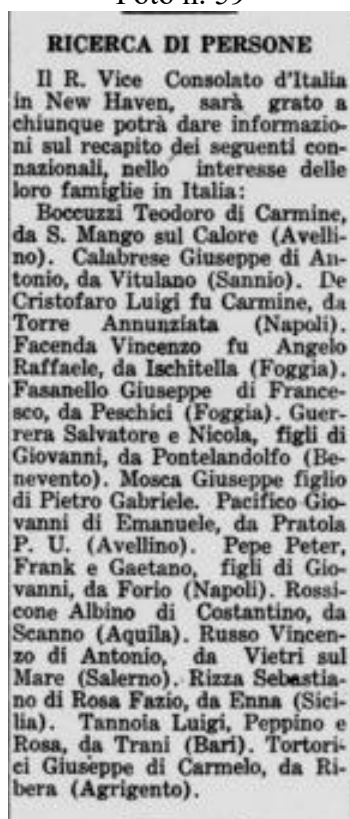 Foto n. 39
RICERCA DI PERSONE
Il R. Vice Consolato d'Italia
in New Haven, sarà grato a
chiunque potrà dare informazio-
ni sul recapito dei seguenti con-
nazionali, nello interesse delle
loro famiglie in Italia:
Boccuzzi Teodoro di Carmine,
da S. Mango sul Calore (Avelli-
no). Calabrese Giuseppe di An-
tonio, da Vitulano (Sannio). De
Cristofaro Luigi fu Carmine, da
Torre Annunziata (Napoli).
Facenda Vincenzo fu Angelo
Raffaele, da Ischitella (Foggia).
Fasanello Giuseppe di France-
sco, da Peschici (Foggia). Guer-
rera Salvatore e Nicola, figli di
Giovanni, da Pontelandolfo (Be-
nevento). Mosca Giuseppe figlio
di Pietro Gabriele. Pacifico Gio-
vanni di Emanuele, da Pratola
P. U. (Avellino). Pepe Peter,
Frank e Gaetano, figli di Gio-
vanni, da Forio (Napoli). Rossi-
cone Albino di Costantino, da
Scanno (Aquila). Russo Vincen-
zo di Antonio, da Vietri sul
Mare (Salerno). Rizza Sebastia-
no di Rosa Fazio, da Enna (Sici-
lia). Tannoia Luigi, Peppino e
Rosa, da Trani (Bari). Tortori-
ci Giuseppe di Carmelo, da Ri-
bera (Agrigento).